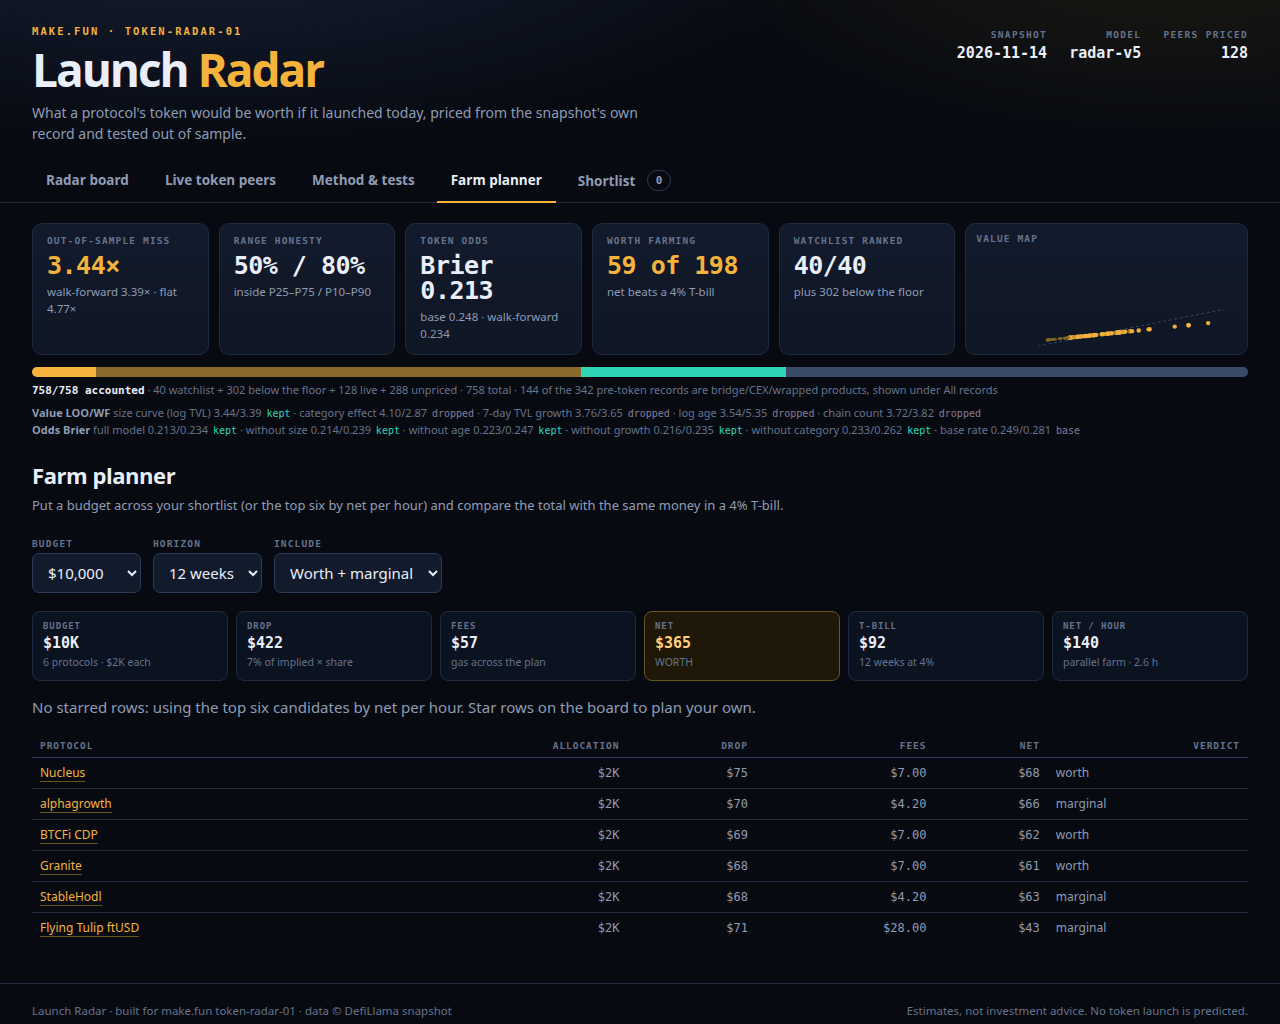 MAKE.FUN · TOKEN-RADAR-01
Launch Radar
What a protocol's token would be worth if it launched today, priced from the snapshot's own
record and tested out of sample.
SNAPSHOT
2026-11-14
MODEL
radar-v5
PEERS PRICED
128
Radar board
Live token peers
Method & tests
Farm planner
Shortlist 0
OUT-OF-SAMPLE MISS
3.44×
walk-forward 3.39× · flat
4.77×
RANGE HONESTY
50% / 80%
inside P25–P75 / P10–P90
TOKEN ODDS
Brier
0.213
base 0.248 · walk-forward
0.234
WORTH FARMING
59 of 198
net beats a 4% T-bill
WATCHLIST RANKED
40/40
plus 302 below the floor
VALUE MAP
758/758 accounted · 40 watchlist + 302 below the floor + 128 live + 288 unpriced · 758 total · 144 of the 342 pre-token records are bridge/CEX/wrapped products, shown under All records
Value LOO/WF size curve (log TVL) 3.44/3.39 kept · category effect 4.10/2.87 dropped · 7-day TVL growth 3.76/3.65 dropped · log age 3.54/5.35 dropped · chain count 3.72/3.82 dropped
Odds Brier full model 0.213/0.234 kept · without size 0.214/0.239 kept · without age 0.223/0.247 kept · without growth 0.216/0.235 kept · without category 0.233/0.262 kept · base rate 0.249/0.281 base
Farm planner
Put a budget across your shortlist (or the top six by net per hour) and compare the total with the same money in a 4% T-bill.
BUDGET
$10,000
HORIZON
12 weeks
INCLUDE
Worth + marginal
BUDGET
$10K
6 protocols · $2K each
DROP
$422
7% of implied × share
FEES
$57
gas across the plan
NET
$365
WORTH
T-BILL
$92
12 weeks at 4%
NET / HOUR
$140
parallel farm · 2.6 h
No starred rows: using the top six candidates by net per hour. Star rows on the board to plan your own.
PROTOCOL ALLOCATION DROP FEES NET VERDICT
Nucleus $2K $75 $7.00 $68 worth
alphagrowth $2K $70 $4.20 $66 marginal
BTCFi CDP $2K $69 $7.00 $62 worth
Granite $2K $68 $7.00 $61 worth
StableHodl $2K $68 $4.20 $63 marginal
Flying Tulip ftUSD $2K $71 $28.00 $43 marginal
Launch Radar · built for make.fun token-radar-01 · data © DefiLlama snapshot
Estimates, not investment advice. No token launch is predicted.